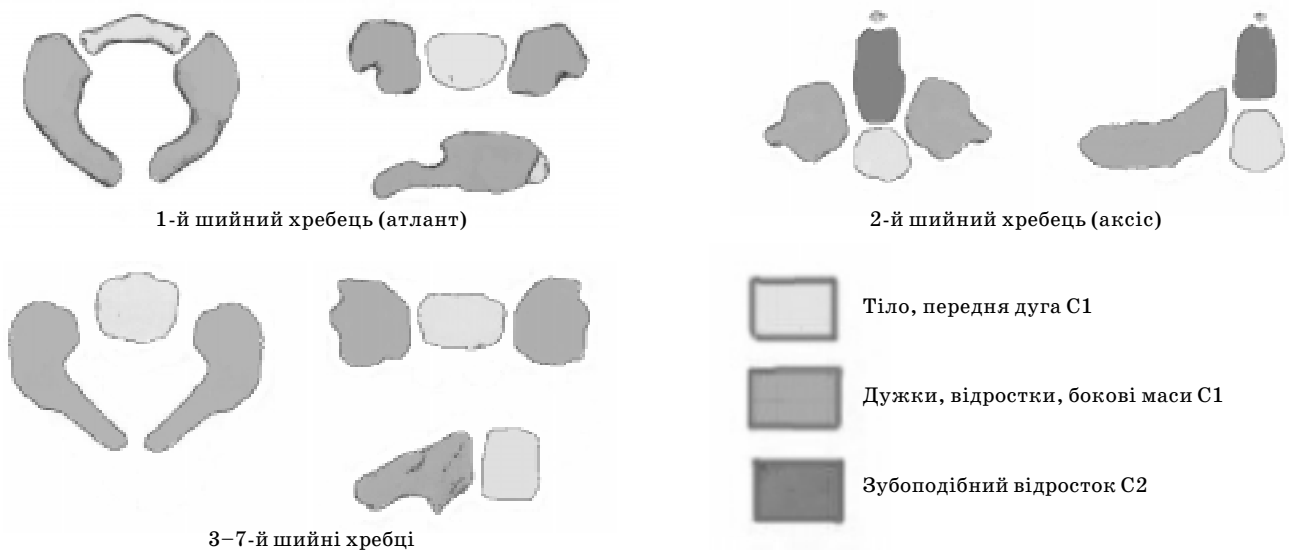 1-й шийний хребець (атлант)
2-й шийний хребець (аксіс)
Тіло, передня дуга С1
Дужки, відростки, бокові маси С1
Зубоподібний відросток С2
3–7-й шийні хребці